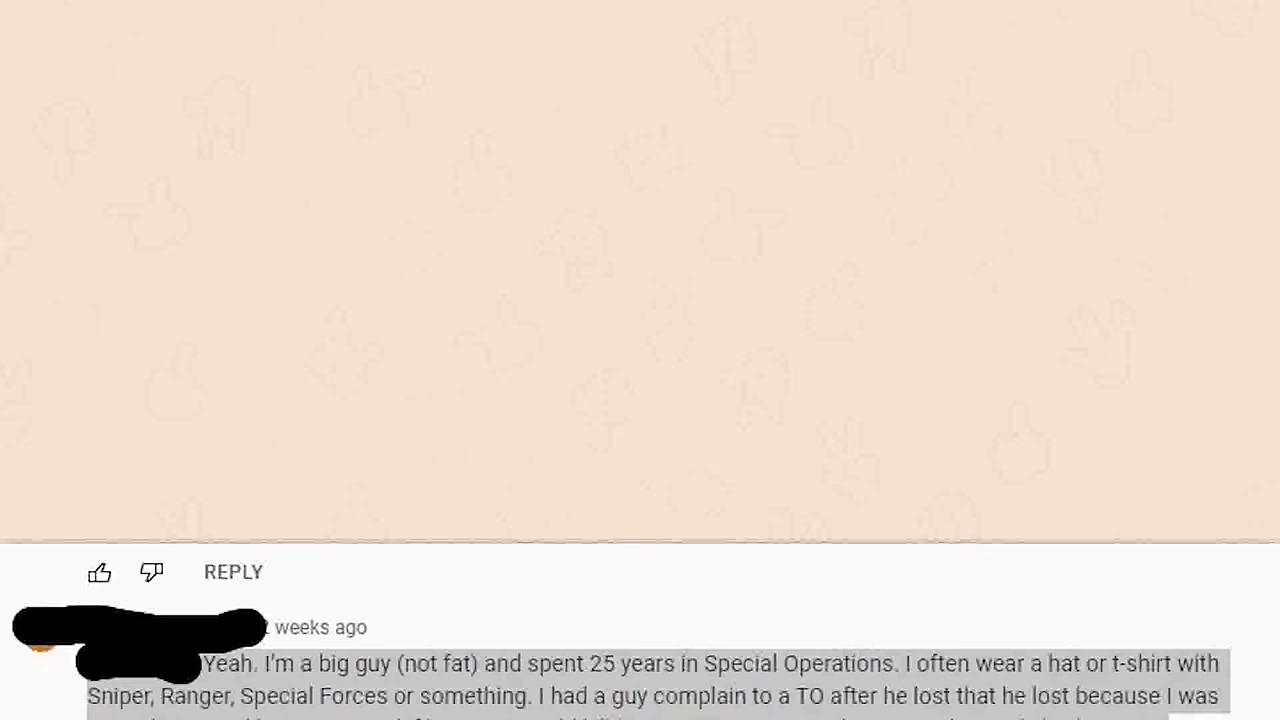 REPLY
weeks ago
Yeah. I'm a big guy (not fat) and spent 25 years in Special Operations. I often wear a hat or t-shirt with
Sniper, Ranger, Special Forces or something. I had a guy complain to a TO after he lost that he lost because I was